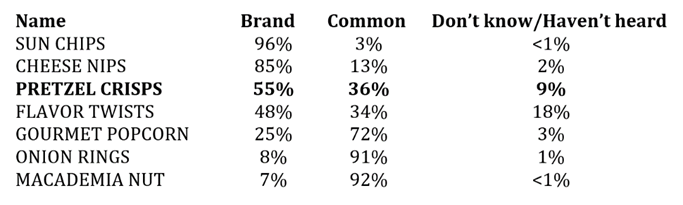 Name Brand Common Don't know/Haven't heard
SUN CHIPS 96% 3% <1%
CHEESE NIPS 85% 13% 2%
PRETZEL CRISPS 55% 36% 9%
FLAVOR TWISTS 48% 34% 18%
GOURMET POPCORN 25% 72% 3%
ONION RINGS 8% 91% 1%
MACADEMIA NUT 7% 92% <1%